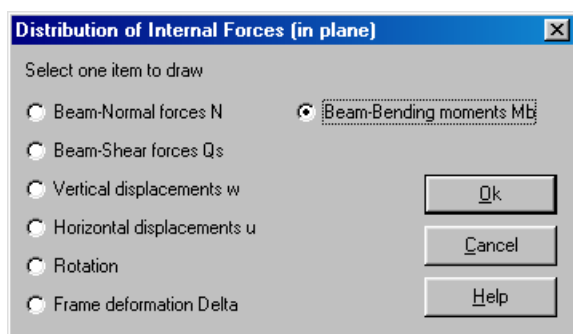 Distribution of Internal Forces (in plane)
Select one item to draw
Beam-Normal forces N
Beam-Bending moments Mb
Beam-Shear forces Qs
Vertical displacements w
Horizontal displacements u
Rotation
Frame deformation Delta
Ok
Cancel
Help